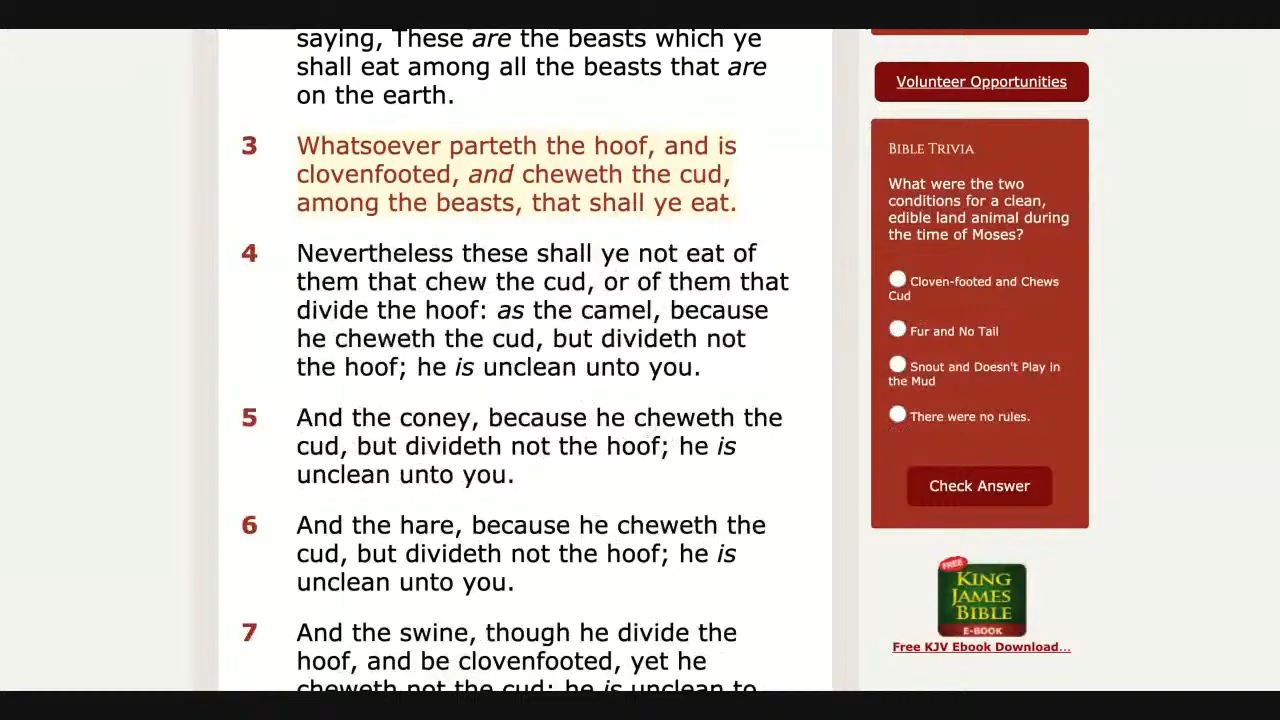 saying, These are the beasts which ye
shall eat among all the beasts that are
on the earth.
3 Whatsoever parteth the hoof, and is
clovenfooted, and cheweth the cud,
among the beasts, that shall ye eat.
4 Nevertheless these shall ye not eat of
them that chew the cud, or of them that
divide the hoof: as the camel, because
he cheweth the cud, but divideth not
the hoof; he is unclean unto you.
5 And the coney, because he cheweth the
cud, but divideth not the hoof; he is
unclean unto you.
6 And the hare, because he cheweth the
cud, but divideth not the hoof; he is
unclean unto you.
7 And the swine, though he divide the
hoof, and be clovenfooted, yet he
cheweth not the cud; he is unclean to
Volunteer Opportunities
BIBLE TRIVIA
What were the two
conditions for a clean,
edible land animal during
the time of Moses?
Cloven-footed and Chews
Cud
Fur and No Tail
Snout and Doesn't Play in
the Mud
There were no rules.
Check Answer
FREE
KING
JAMES
BIBLE
E-BOOK
Free KJV Ebook Download...